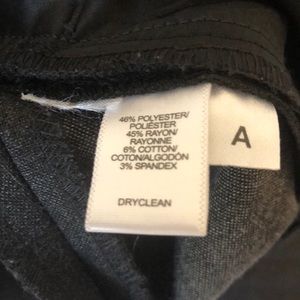 46% POLYESTER/
POLIÉSTER
45% RAYON/
RAYONNE
6% COTTON/
COTON/ALGODÓN
3% SPANDEX
DRYCLEAN
A